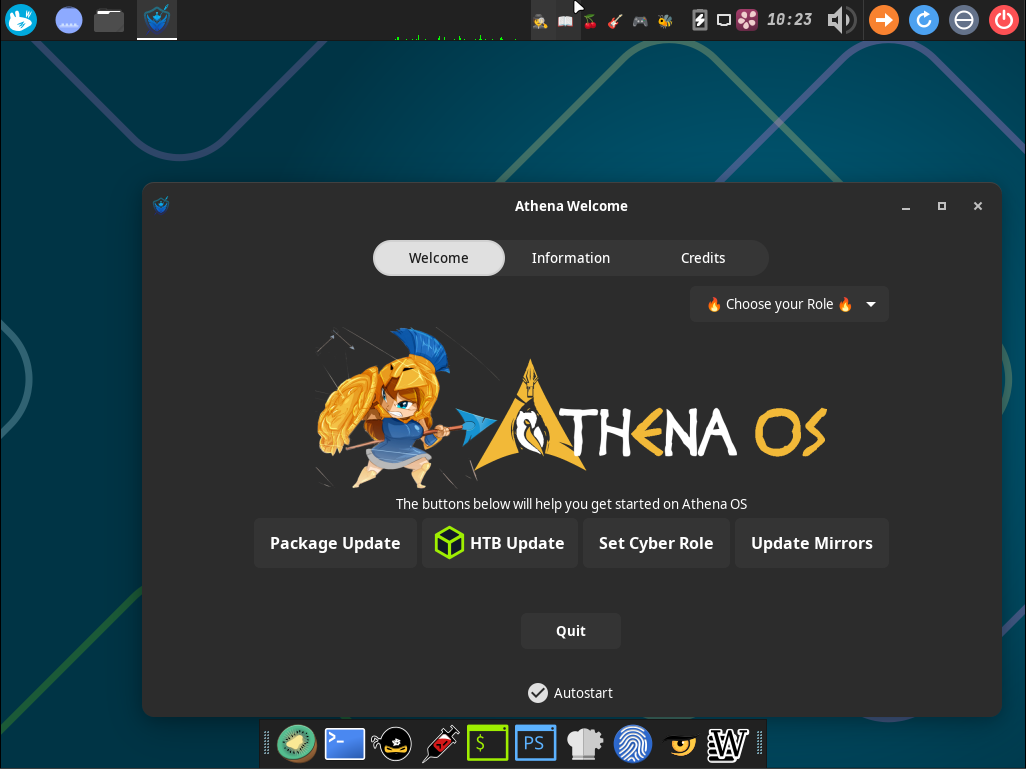 10:23
Athena Welcome
Welcome Information Credits
🔥 Choose your Role 🔥
ATHENA OS
The buttons below will help you get started on Athena OS
Package Update HTB Update Set Cyber Role Update Mirrors
Quit
Autostart
>_ $ PS W